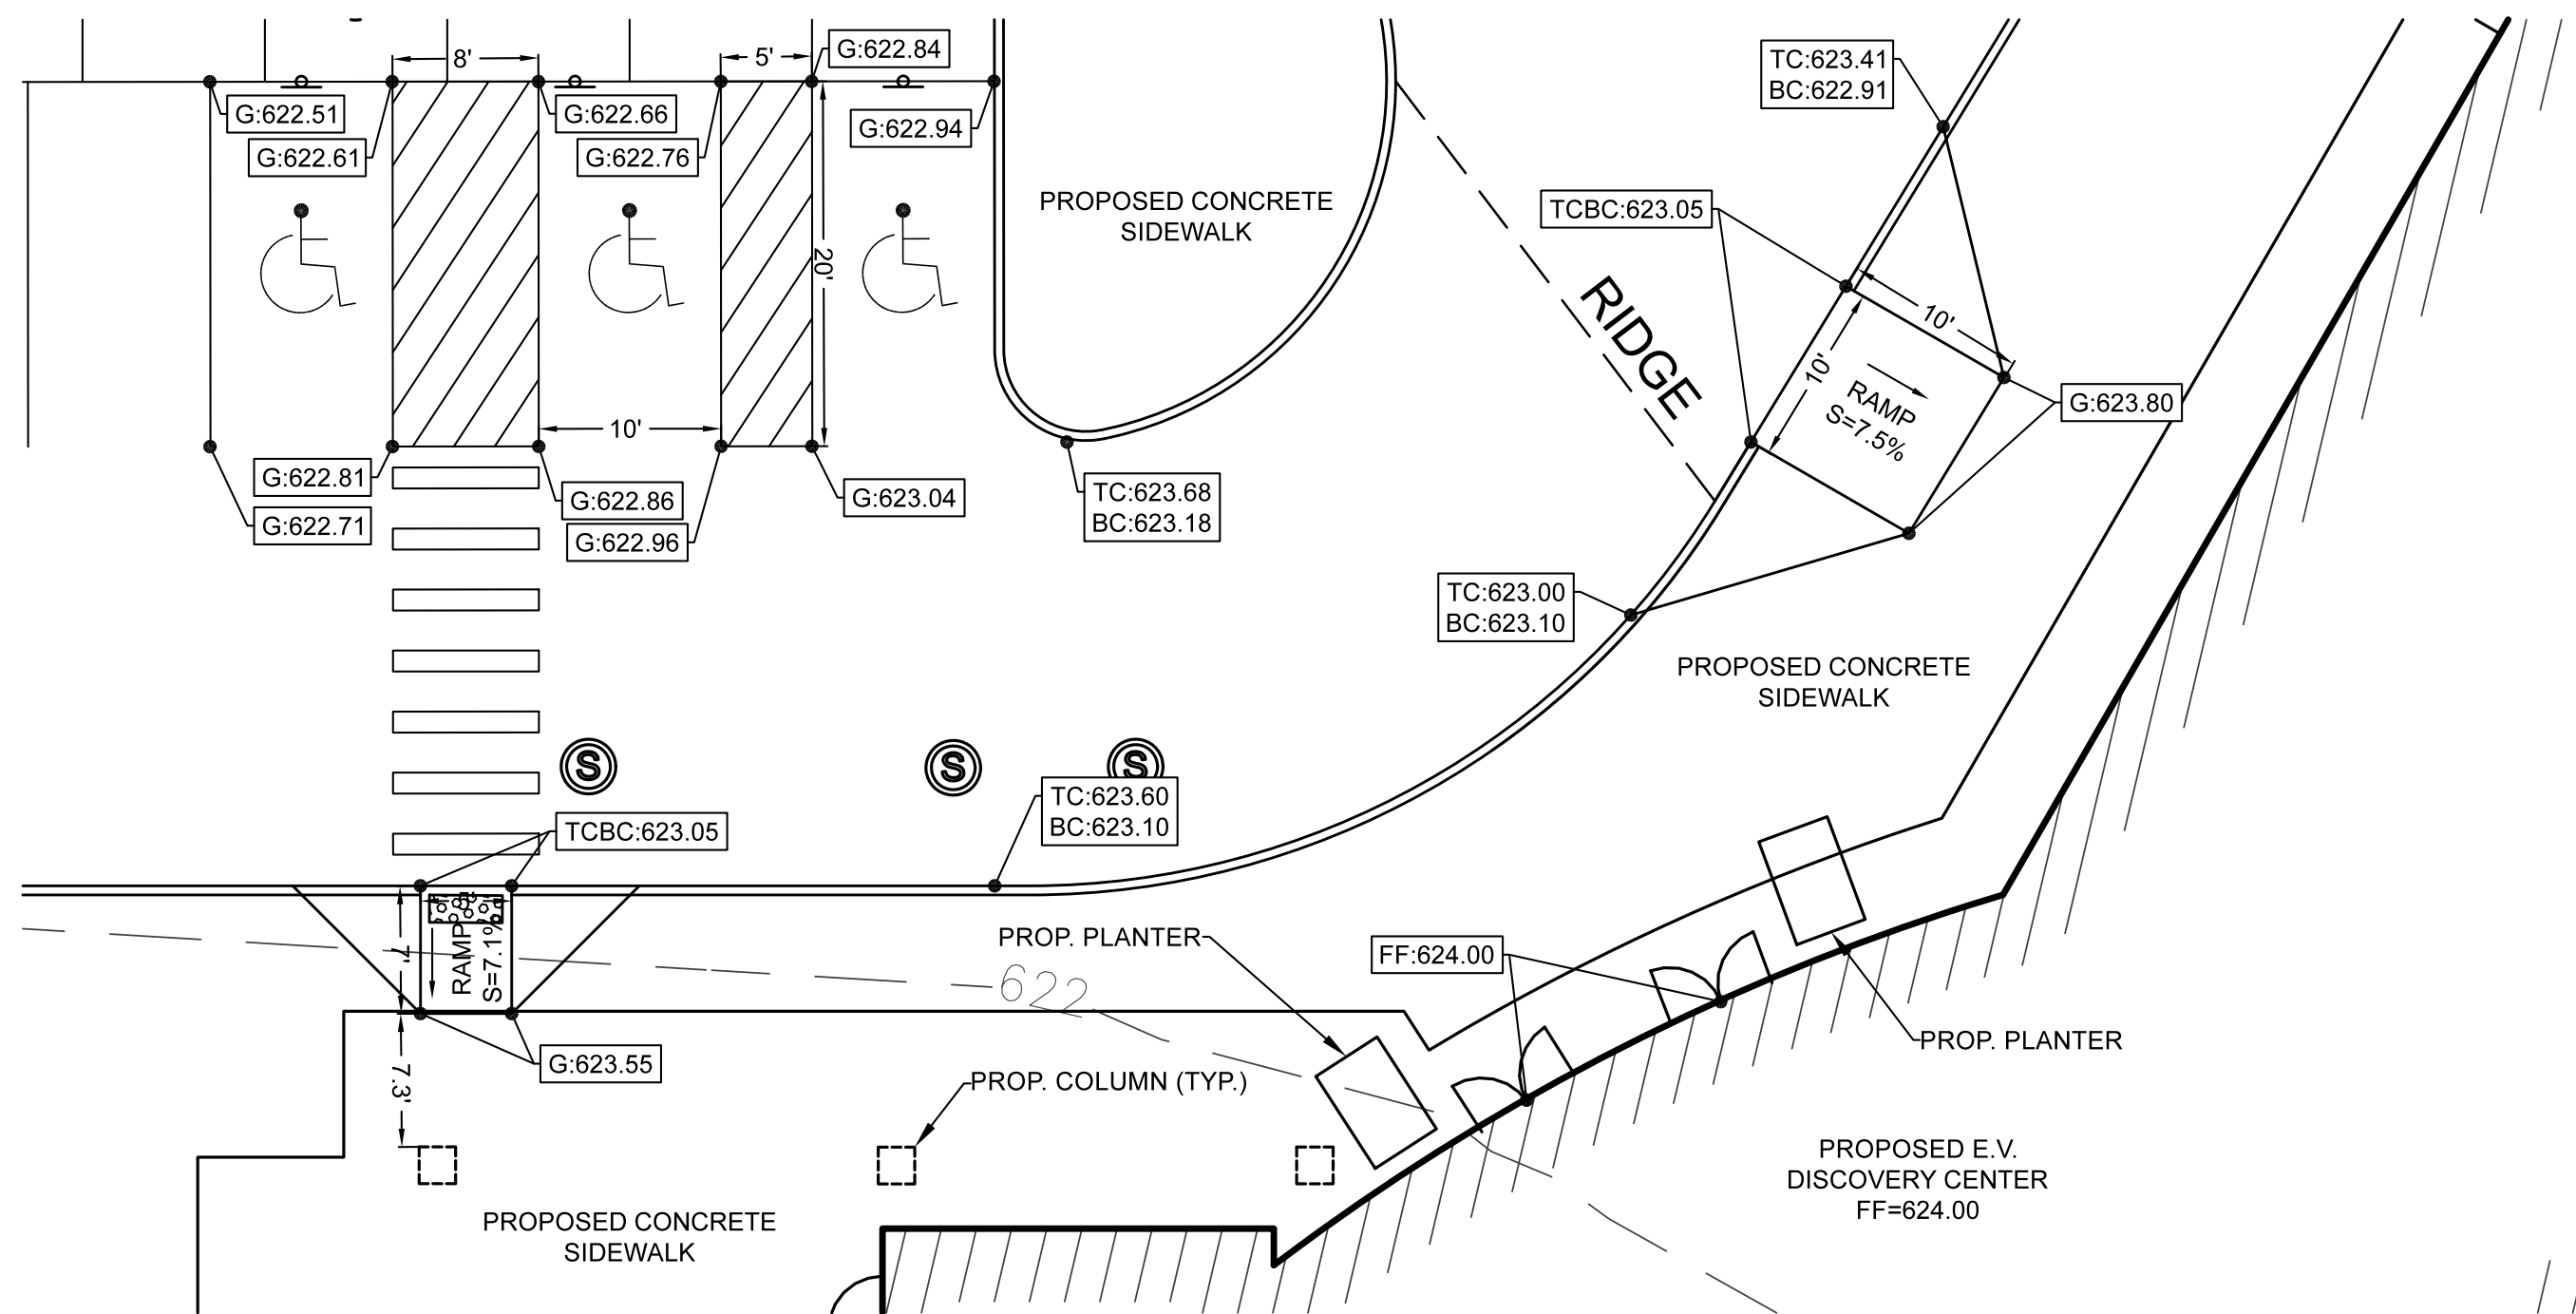 8'
5'
G:622.84
G:622.51
G:622.66
G:622.94
G:622.61
G:622.76
TC:623.41
BC:622.91
PROPOSED CONCRETE
SIDEWALK
TCBC:623.05
20'
RIDGE
10'
10'
RAMP
S=7.5%
G:623.80
10'
G:622.81
G:622.86
G:623.04
G:622.71
G:622.96
TC:623.68
BC:623.18
TC:623.00
BC:623.10
PROPOSED CONCRETE
SIDEWALK
S
S
S
TC:623.60
BC:623.10
TCBC:623.05
5'
7'
RAMP
S=7.1%
PROP. PLANTER
FF:624.00
622
PROP. PLANTER
G:623.55
7.3'
PROP. COLUMN (TYP.)
PROPOSED E.V.
DISCOVERY CENTER
FF=624.00
PROPOSED CONCRETE
SIDEWALK